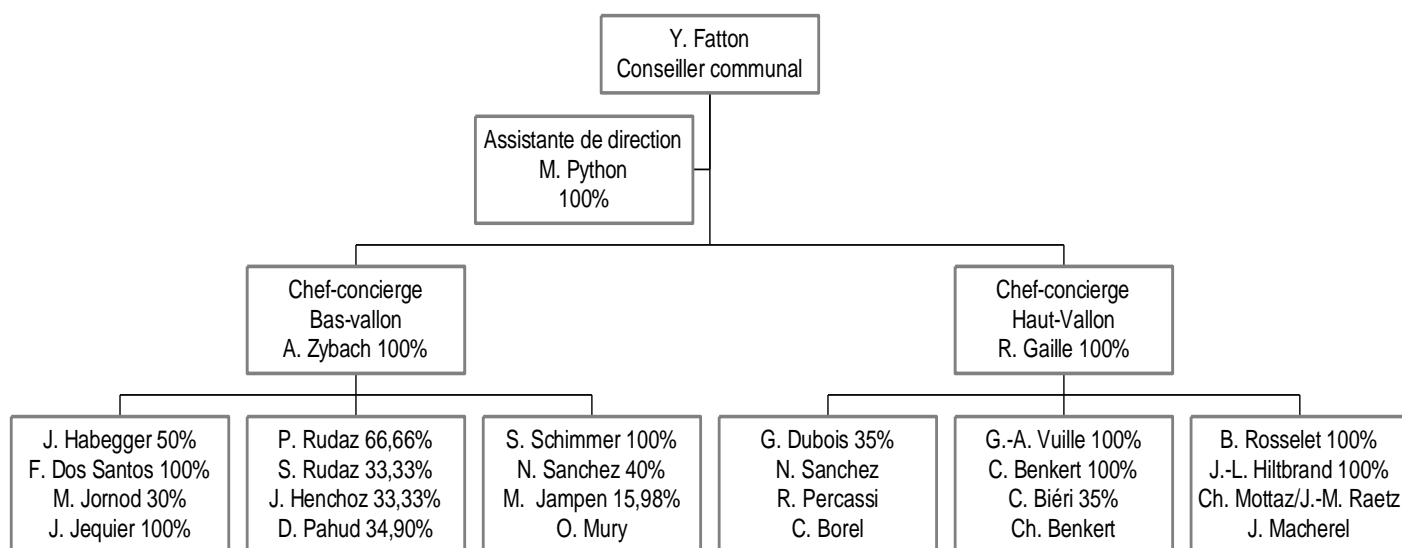 Y. Fatton
Conseiller communal
Assistante de direction
M. Python
100%
Chef-concierge
Bas-vallon
A. Zybach 100%
Chef-concierge
Haut-Vallon
R. Gaille 100%
J. Habegger 50%
F. Dos Santos 100%
M. Jornod 30%
J. Jequier 100%
P. Rudaz 66,66%
S. Rudaz 33,33%
J. Henchoz 33,33%
D. Pahud 34,90%
S. Schimmer 100%
N. Sanchez 40%
M. Jampen 15,98%
O. Mury
G. Dubois 35%
N. Sanchez
R. Percassi
C. Borel
G.-A. Vuille 100%
C. Benkert 100%
C. Biéri 35%
Ch. Benkert
B. Rosselet 100%
J.-L. Hiltbrand 100%
Ch. Mottaz/J.-M. Raetz
J. Macherel